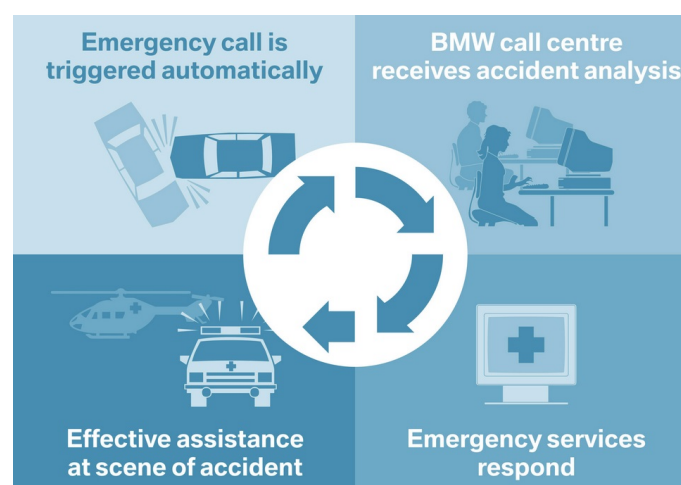 Emergency call is
triggered automatically
BMW call centre
receives accident analysis
Effective assistance
at scene of accident
Emergency services
respond